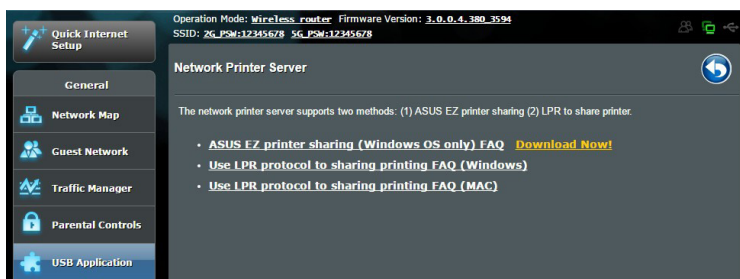 Quick Internet
Setup
General
Network Map
Guest Network
Traffic Manager
Parental Controls
USB Application
Operation Mode: Wireless router Firmware Version: 3.0.0.4.380_3594
SSID: 2G_PSW:12345678 5G_PSW:12345678
Network Printer Server
The network printer server supports two methods: (1) ASUS EZ printer sharing (2) LPR to share printer.
ASUS EZ printer sharing (Windows OS only) FAQ Download Now!
Use LPR protocol to sharing printing FAQ (Windows)
Use LPR protocol to sharing printing FAQ (MAC)